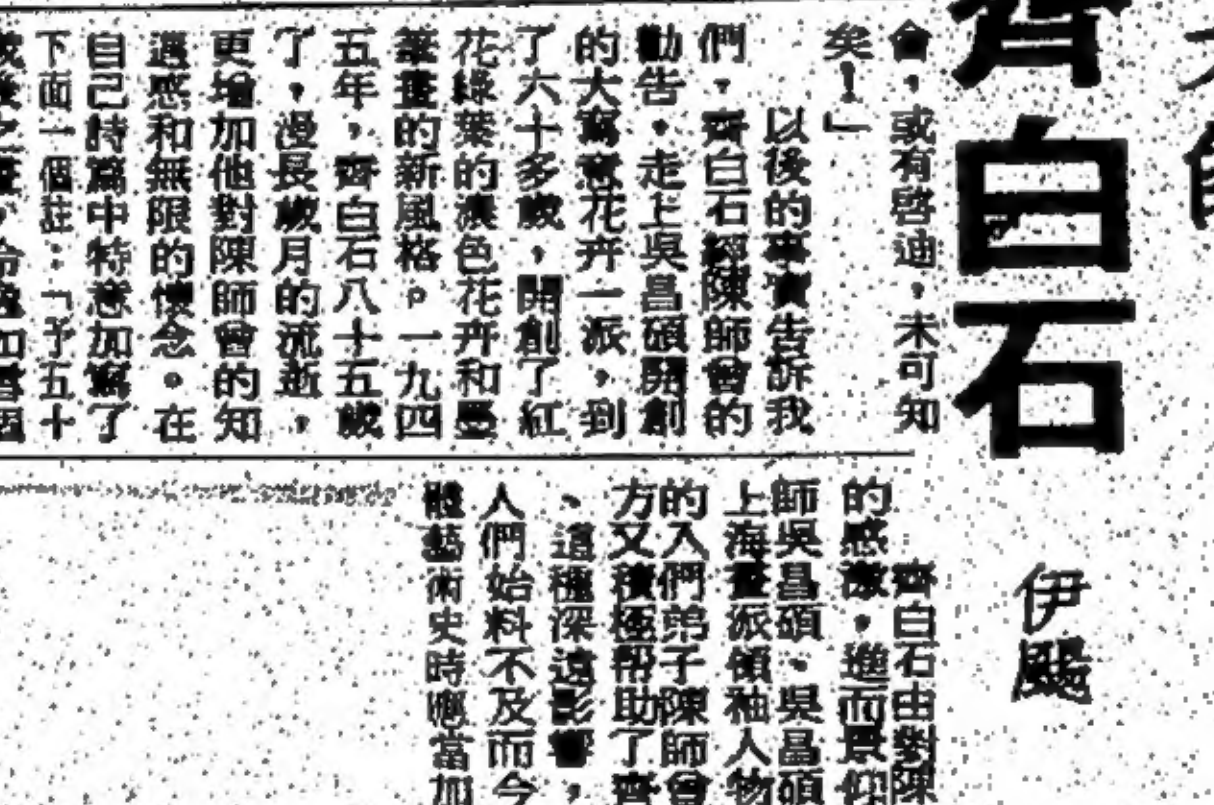 齊白石
伊颺
會，或有啓迪，未可知
矣！」
以後的事實告訴我
們，齊白石經陳師曾的
勸告，走上吳昌碩開創
的大寫意花卉一派，到
了六十多歲，開創了紅
花綠葉的濃色花卉和墨
筆畫的新風格。一九四
五年，齊白石八十五歲
了，漫長歲月的流逝，
更增加他對陳師曾的知
遇感和無限的懷念。在
自己詩篇中特意加寫了
下面一個註：「予五十
齊白石由對陳
的感激，進而景仰
師吳昌碩、吳昌碩
上海畫派領袖人物
的入們弟子陳師曾
方又積極幫助了齊
、這種深遠影響，
人們始料不及而今
藝術史時應當加